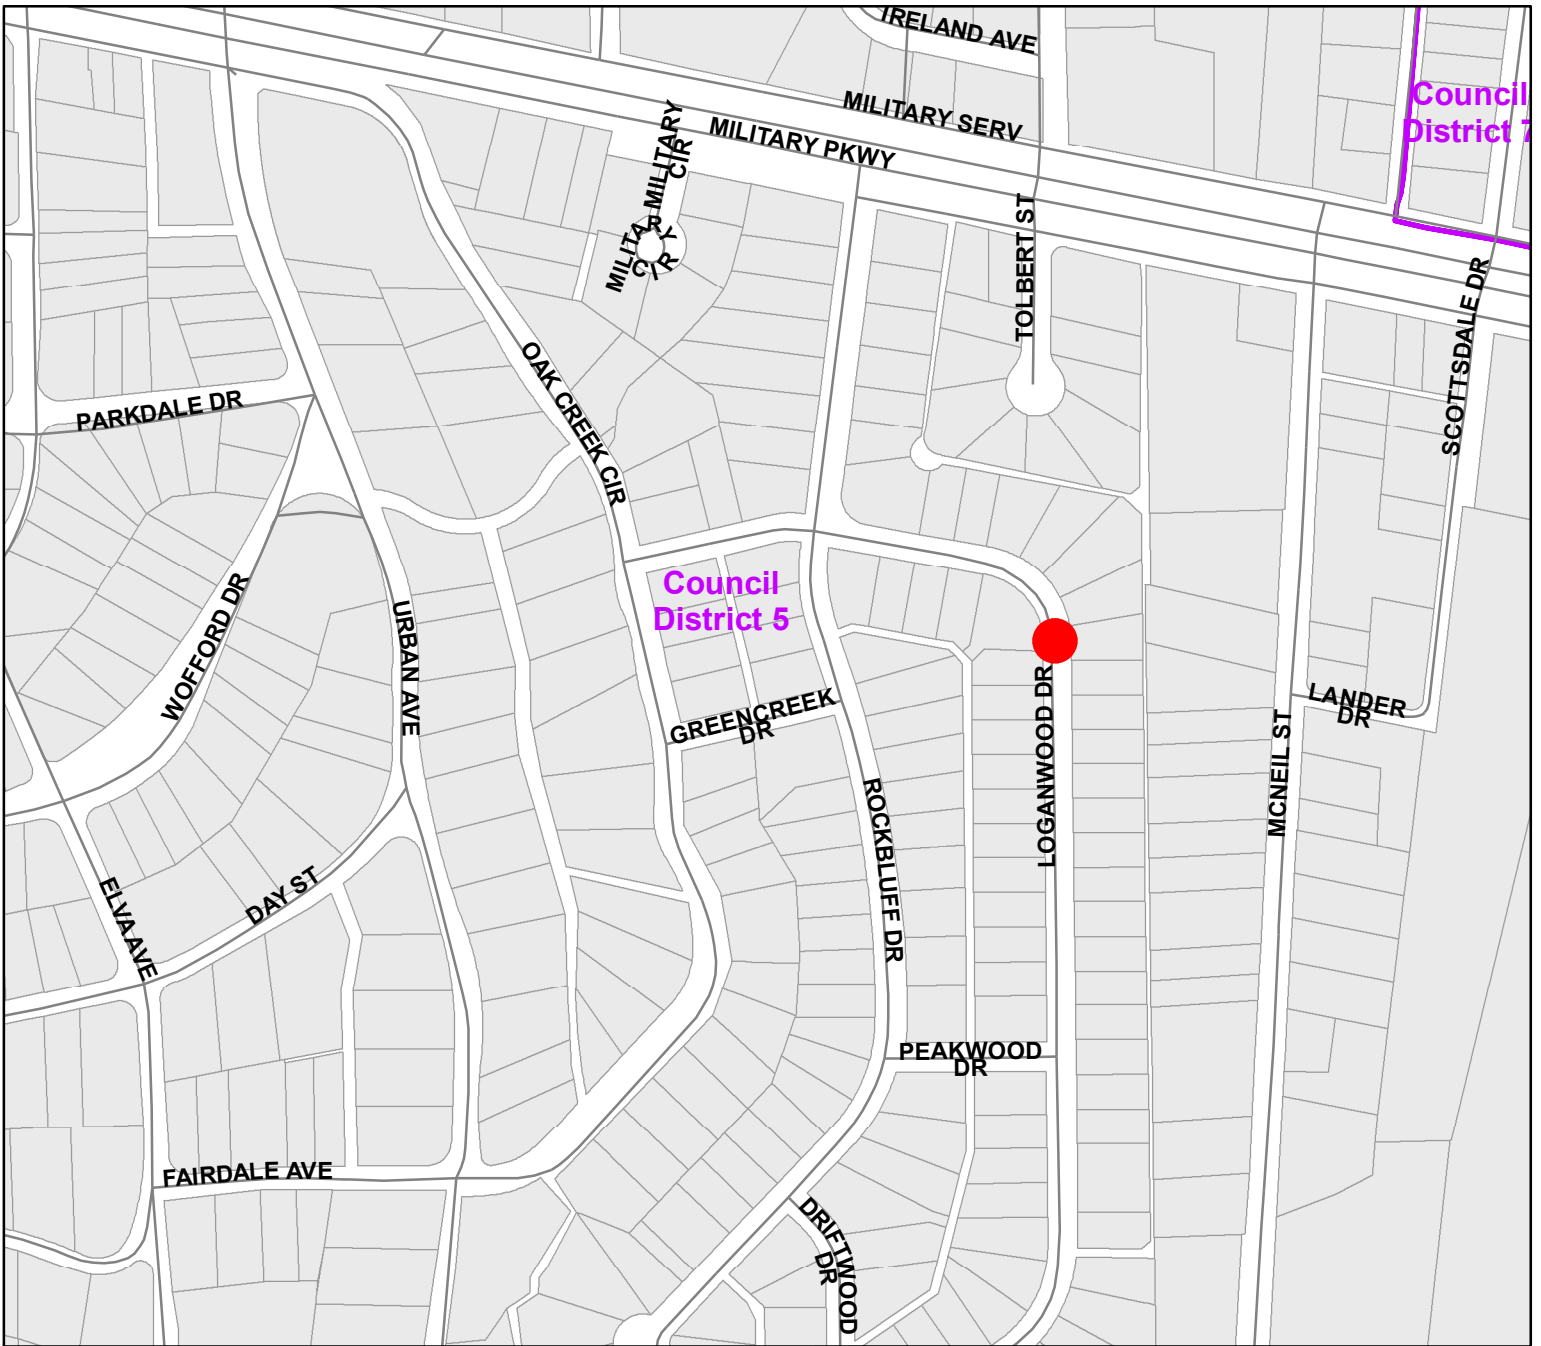 IRELAND AVE
Council
District 7
MILITARY SERV
MILITARY PKWY
MILITARY
CIR
MILITARY
CIR
TOLBERT ST
SCOTTSDALE DR
OAK CREEK CIR
PARKDALE DR
Council
District 5
WOFFORD DR
URBAN AVE
GREENCREEK
DR
LOGANWOOD DR
LANDER
DR
MCNEIL ST
ROCKBLUFF DR
ELVA AVE
DAY ST
PEAKWOOD
DR
FAIRDALE AVE
DRIFTWOOD
DR